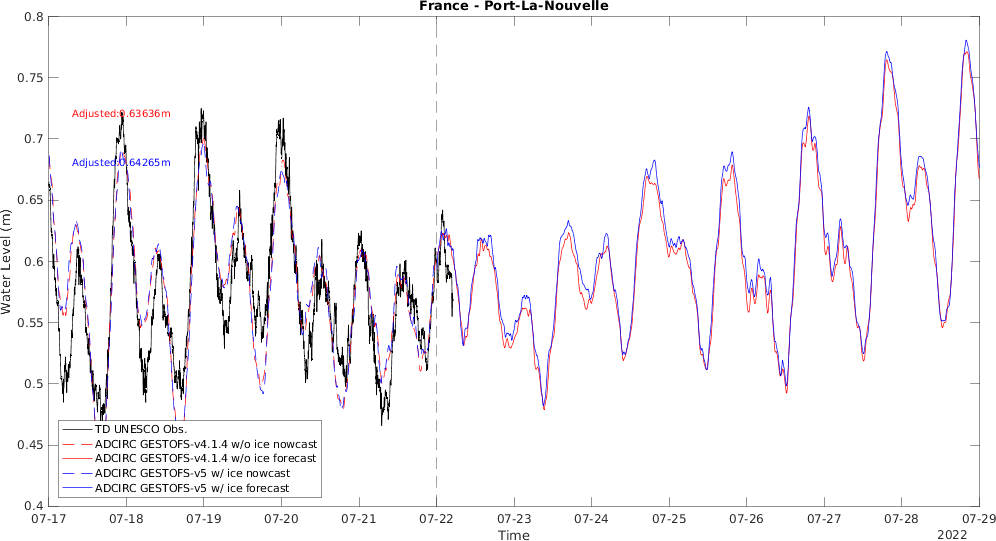 France - Port-La-Nouvelle
Water Level (m)
0.8
0.75
0.7
0.65
0.6
0.55
0.5
0.45
0.4
Adjusted:0.63636m
Adjusted:0.64265m
TD UNESCO Obs.
ADCIRC GESTOFS-v4.1.4 w/o ice nowcast
ADCIRC GESTOFS-v4.1.4 w/o ice forecast
ADCIRC GESTOFS-v5 w/ ice nowcast
ADCIRC GESTOFS-v5 w/ ice forecast
07-17 07-18 07-19 07-20 07-21 07-22 07-23 07-24 07-25 07-26 07-27 07-28 07-29
Time
2022